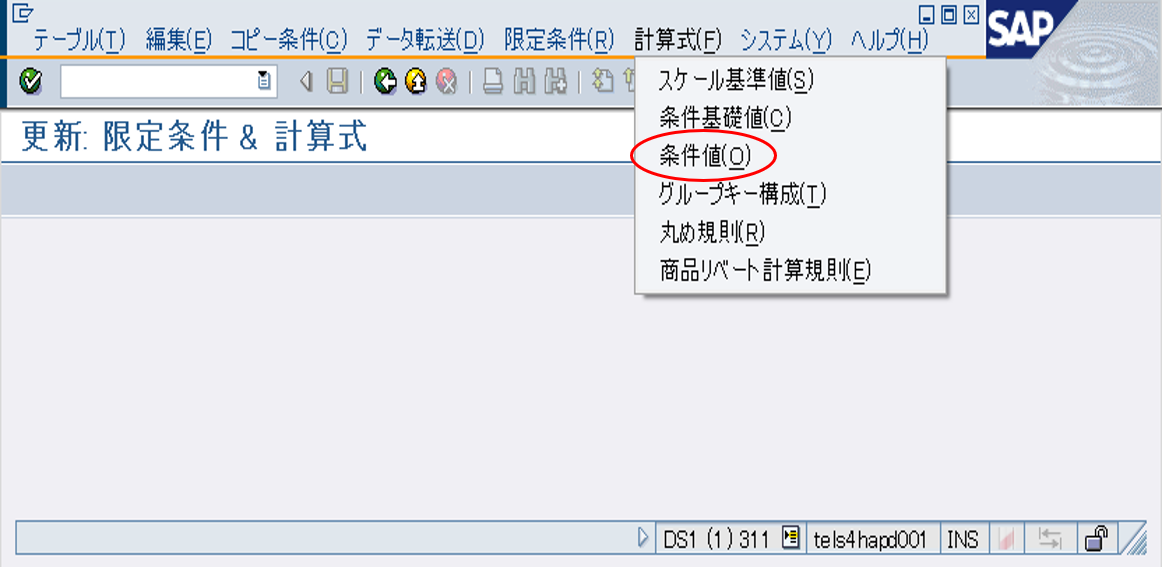 テーブル(T) 編集(E) コピー条件(C) データ転送(D) 限定条件(R) 計算式(F) システム(Y) ヘルプ(H)
SAP
スケール基準値(S)
条件基礎値(C)
更新: 限定条件 & 計算式
条件値(O)
グループキー構成(T)
丸め規則(R)
商品リベート計算規則(E)
DS1 (1) 311 tels4hapd001 INS